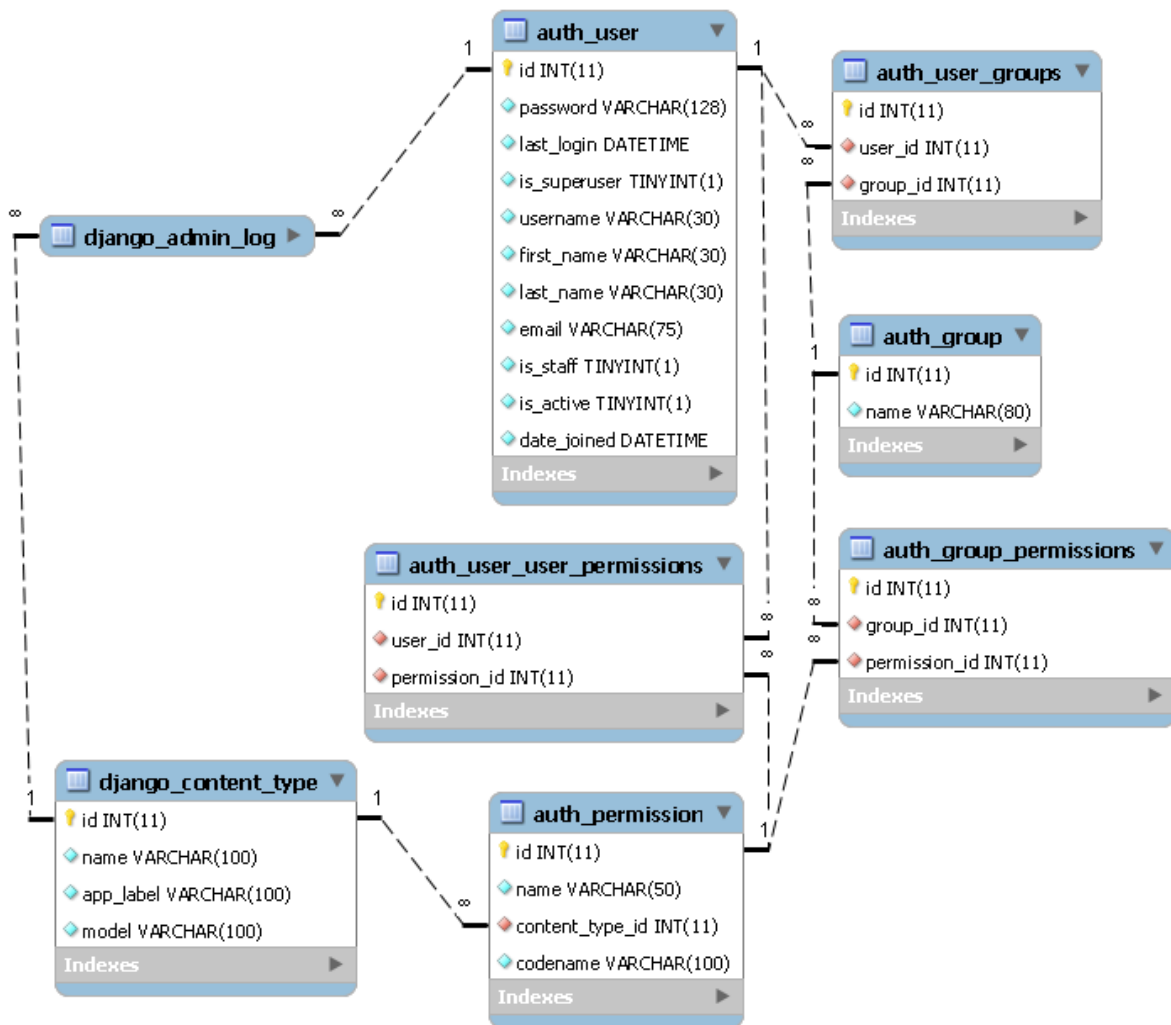 auth_user
id INT(11)
password VARCHAR(128)
last_login DATETIME
is_superuser TINYINT(1)
username VARCHAR(30)
first_name VARCHAR(30)
last_name VARCHAR(30)
email VARCHAR(75)
is_staff TINYINT(1)
is_active TINYINT(1)
date_joined DATETIME
Indexes
1
1
auth_user_groups
id INT(11)
user_id INT(11)
group_id INT(11)
Indexes
∞
∞
django_admin_log
∞
∞
auth_group
id INT(11)
name VARCHAR(80)
Indexes
1
auth_user_user_permissions
id INT(11)
user_id INT(11)
permission_id INT(11)
Indexes
∞
∞
auth_group_permissions
id INT(11)
group_id INT(11)
permission_id INT(11)
Indexes
∞
∞
django_content_type
id INT(11)
name VARCHAR(100)
app_label VARCHAR(100)
model VARCHAR(100)
Indexes
1
1
auth_permission
id INT(11)
name VARCHAR(50)
content_type_id INT(11)
codename VARCHAR(100)
Indexes
∞
1